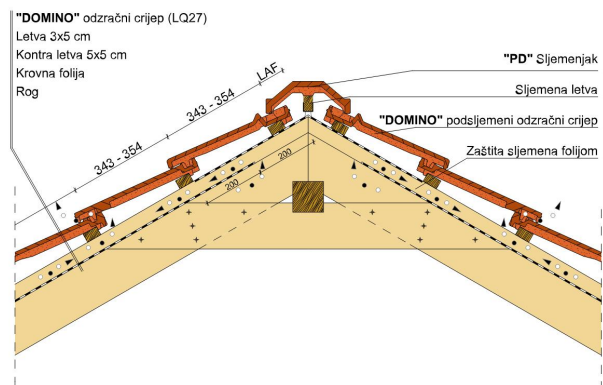 "DOMINO" odzračni crijep (LQ27)
Letva 3x5 cm
Kontra letva 5x5 cm
Krovna folija
Rog
LAF
343 - 354
343 - 354
200
200
"PD" Sljemenjak
Sljemena letva
"DOMINO" podsljemeni odzračni crijep
Zaštita sljemena folijom